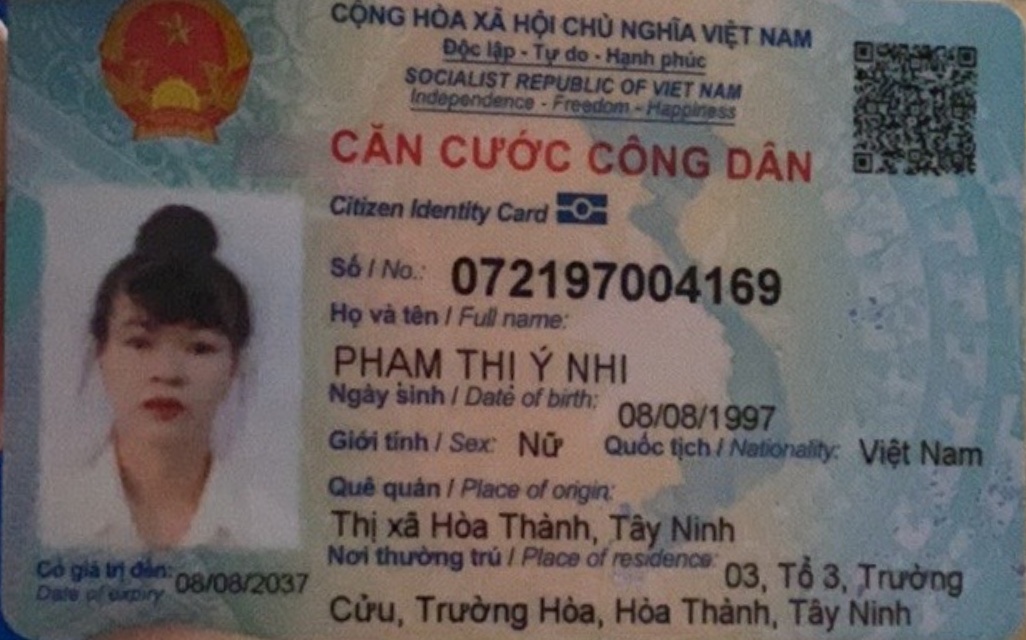 CỘNG HÒA XÃ HỘI CHỦ NGHĨA VIỆT NAM
Độc lập - Tự do - Hạnh phúc
SOCIALIST REPUBLIC OF VIET NAM
Independence - Freedom - Happiness
CĂN CƯỚC CÔNG DÂN
Citizen Identity Card
Số / No.: 072197004169
Họ và tên / Full name:
PHẠM THỊ Ý NHI
Ngày sinh / Date of birth: 08/08/1997
Giới tính / Sex: Nữ Quốc tịch / Nationality: Việt Nam
Quê quán / Place of origin:
Thị xã Hòa Thành, Tây Ninh
Nơi thường trú / Place of residence: 03, Tổ 3, Trường
Cửu, Trường Hòa, Hòa Thành, Tây Ninh
Có giá trị đến: 08/08/2037
Date of expiry